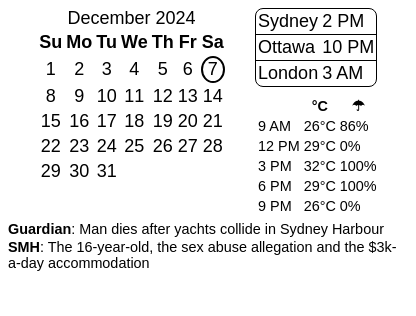 December 2024
Su Mo Tu We Th Fr Sa
1 2 3 4 5 6 7
8 9 10 11 12 13 14
15 16 17 18 19 20 21
22 23 24 25 26 27 28
29 30 31
Sydney 2 PM
Ottawa 10 PM
London 3 AM
°C ☂
9 AM 26°C 86%
12 PM 29°C 0%
3 PM 32°C 100%
6 PM 29°C 100%
9 PM 26°C 0%
Guardian: Man dies after yachts collide in Sydney Harbour
SMH: The 16-year-old, the sex abuse allegation and the $3k-
a-day accommodation